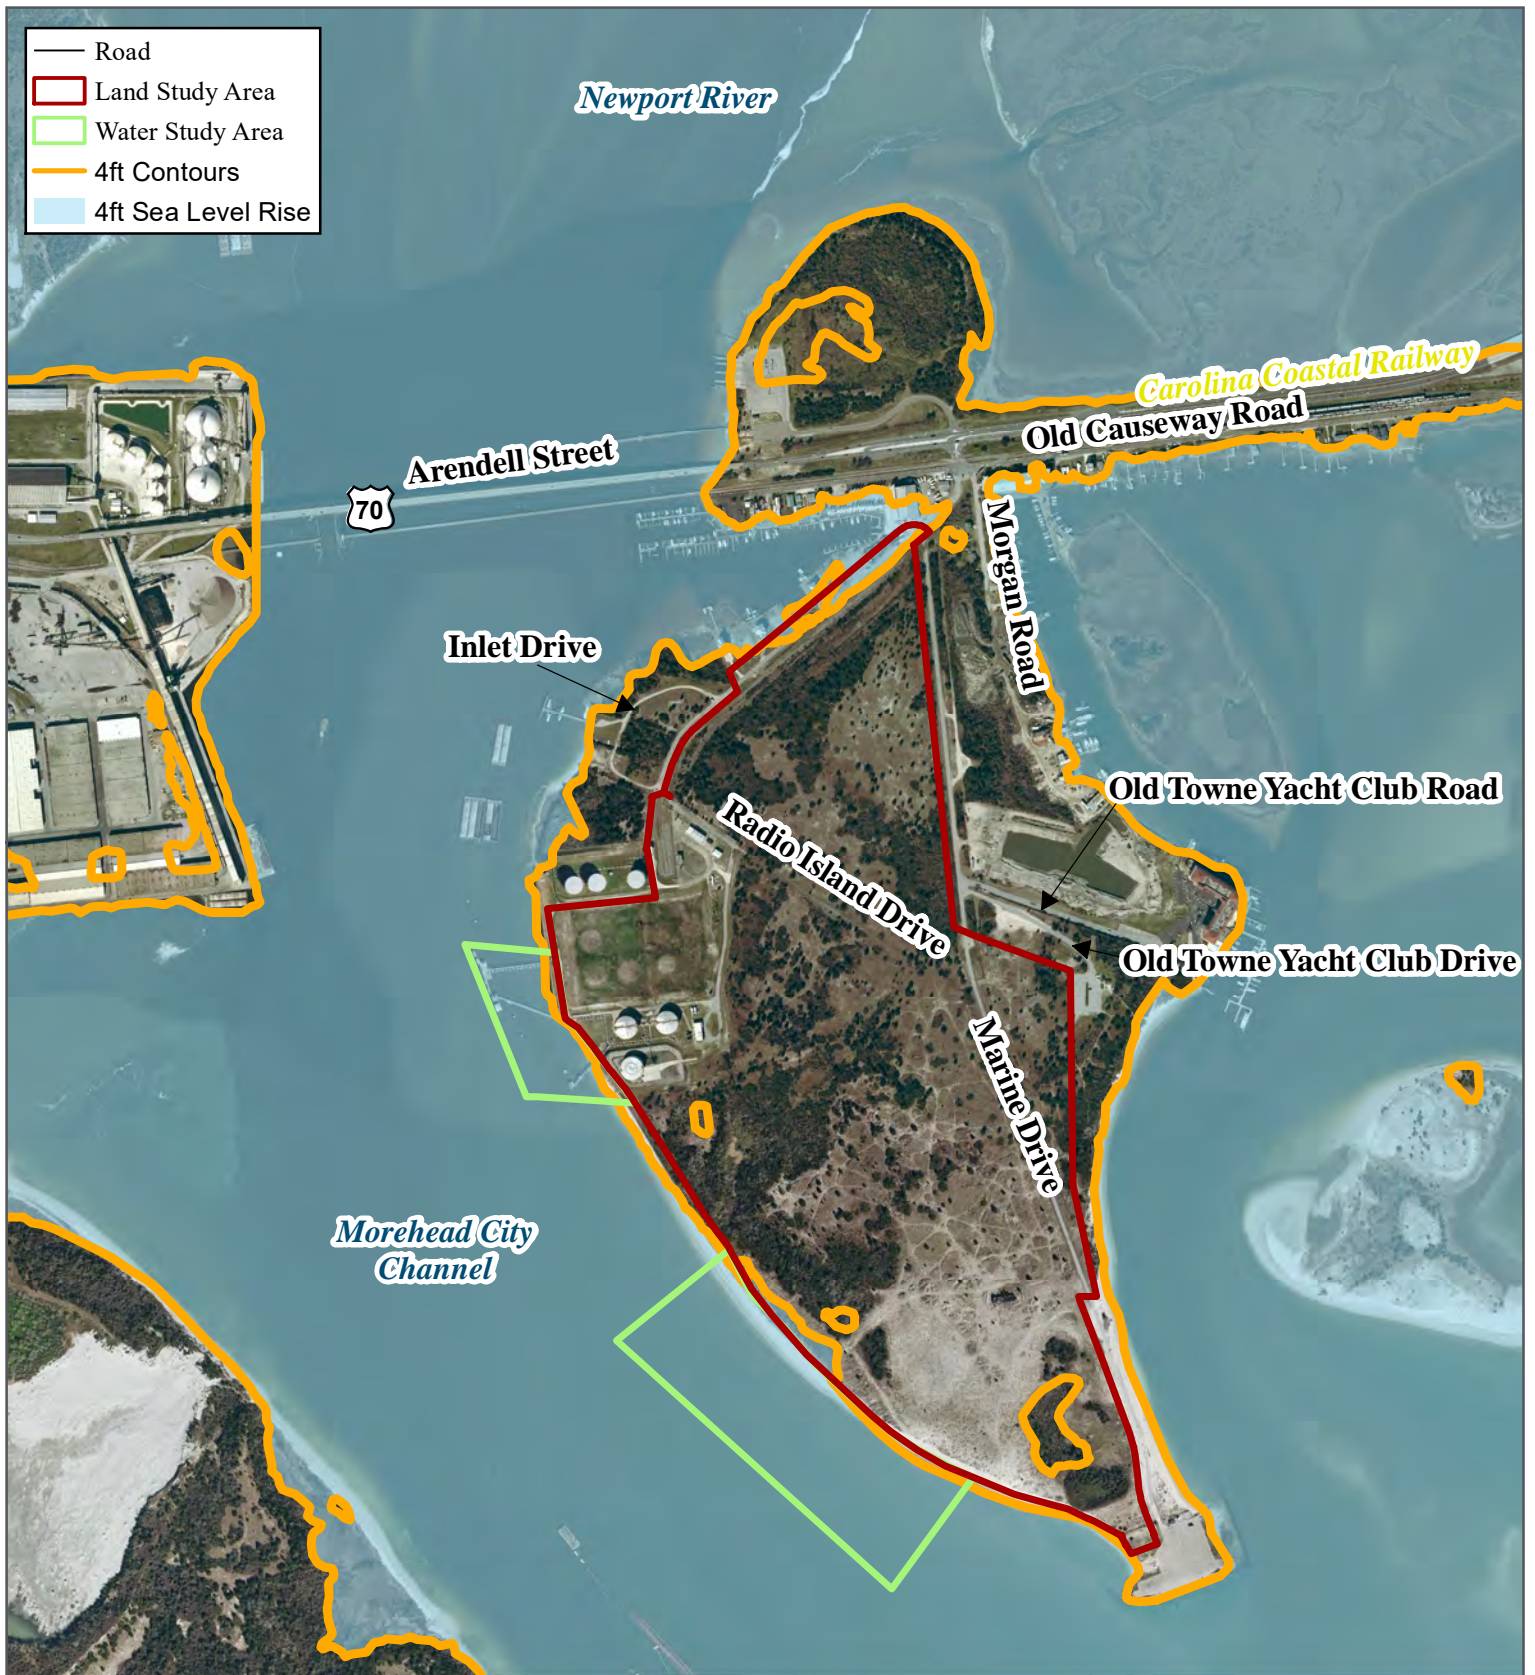 Road
Land Study Area
Water Study Area
4ft Contours
4ft Sea Level Rise
Newport River
Carolina Coastal Railway
Old Causeway Road
Arendell Street
70
Morgan Road
Inlet Drive
Old Towne Yacht Club Road
Radio Island Drive
Old Towne Yacht Club Drive
Marine Drive
Morehead City
Channel